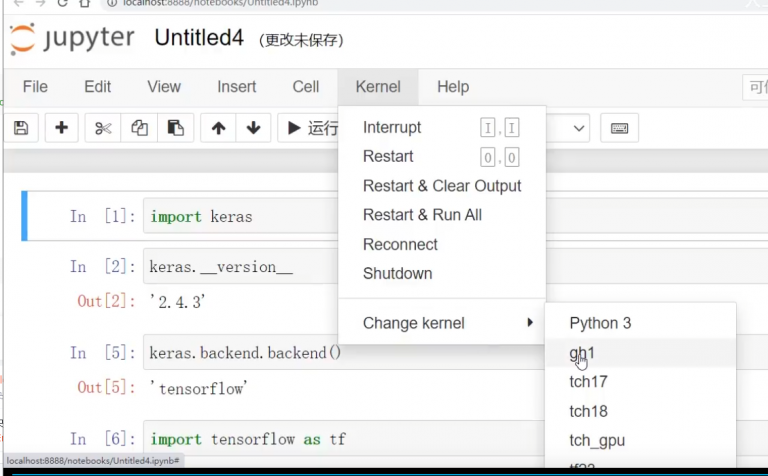 localhost:8888/notebooks/Untitled4.ipynb
jupyter Untitled4 (更改未保存)
File Edit View Insert Cell Kernel Help
运行
Interrupt I,I
Restart 0,0
Restart & Clear Output
Restart & Run All
Reconnect
Shutdown
Change kernel
Python 3
gh1
tch17
tch18
tch_gpu
In [1]: import keras
In [2]: keras.__version__
Out[2]: '2.4.3'
In [5]: keras.backend.backend()
Out[5]: 'tensorflow'
In [6]: import tensorflow as tf
localhost:8888/notebooks/Untitled4.ipynb#